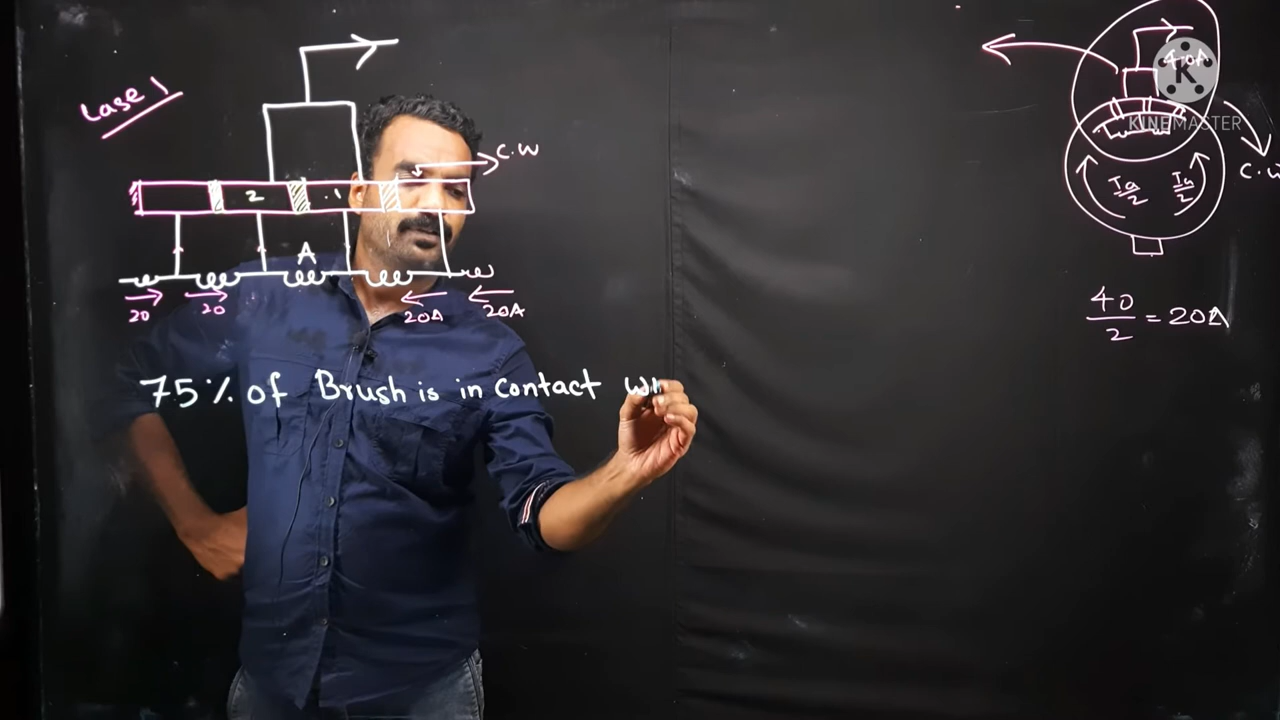 Case 1
C.W
2 1
A
20 20 20A 20A
75% of Brush is in contact wi
40A
K
KINEMASTER
Ia/2 Ia/2
C.W
40/2 = 20A